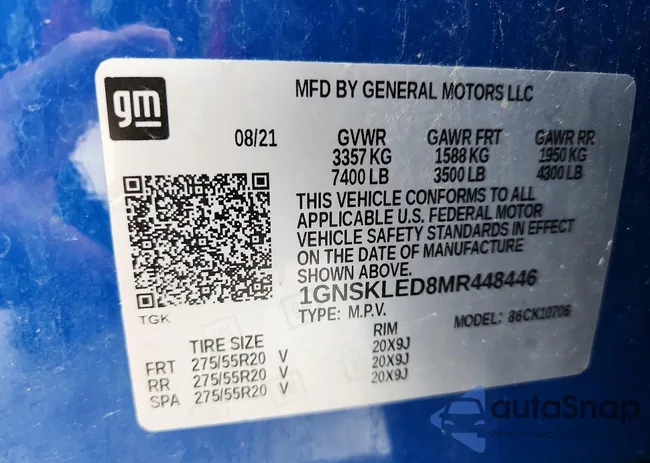 gm
MFD BY GENERAL MOTORS LLC
08/21 GVWR GAWR FRT GAWR RR
3357 KG 1588 KG 1950 KG
7400 LB 3500 LB 4300 LB
THIS VEHICLE CONFORMS TO ALL
APPLICABLE U.S. FEDERAL MOTOR
VEHICLE SAFETY STANDARDS IN EFFECT
ON THE DATE OF MANUFACTURE
SHOWN ABOVE.
1GNSKLED8MR448446
TYPE: M.P.V. MODEL: 86CK10706
TGK
TIRE SIZE RIM
FRT 275/55R20 V 20X9J
RR 275/55R20 V 20X9J
SPA 275/55R20 V 20X9J
autaSnap